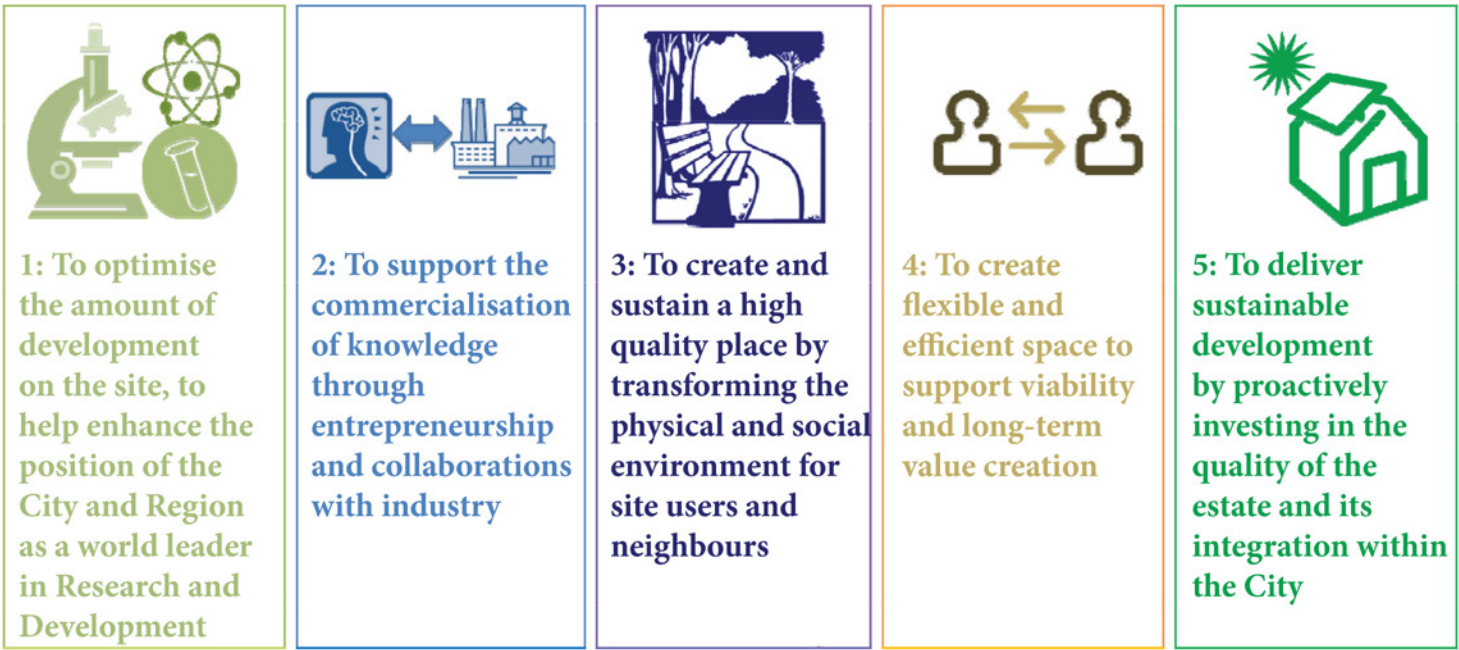 1: To optimise
the amount of
development
on the site, to
help enhance the
position of the
City and Region
as a world leader
in Research and
Development
2: To support the
commercialisation
of knowledge
through
entrepreneurship
and collaborations
with industry
3: To create and
sustain a high
quality place by
transforming the
physical and social
environment for
site users and
neighbours
4: To create
flexible and
efficient space to
support viability
and long-term
value creation
5: To deliver
sustainable
development
by proactively
investing in the
quality of the
estate and its
integration within
the City